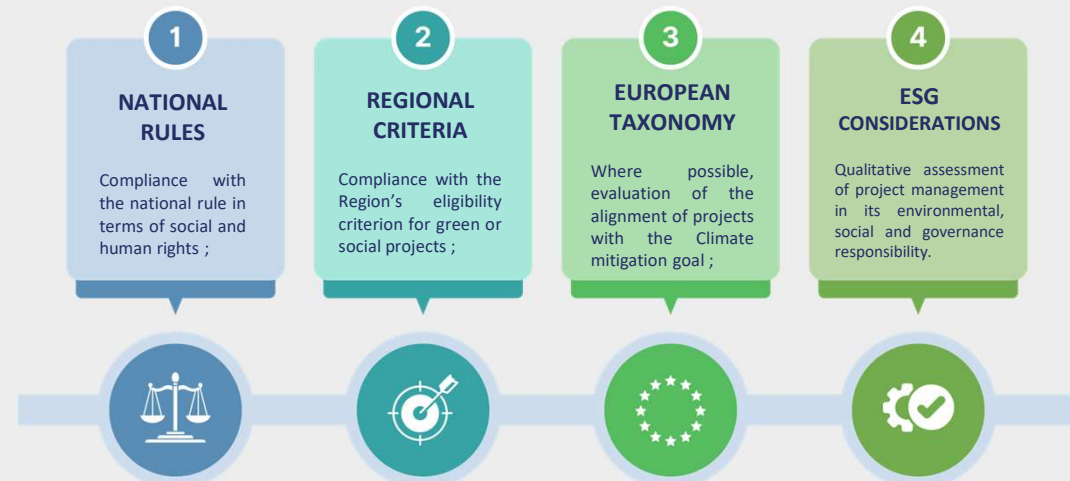 1
NATIONAL
RULES
Compliance with
the national rule in
terms of social and
human rights ;
2
REGIONAL
CRITERIA
Compliance with the
Region's eligibility
criterion for green or
social projects ;
3
EUROPEAN
TAXONOMY
Where possible,
evaluation of the
alignment of projects
with the Climate
mitigation goal ;
4
ESG
CONSIDERATIONS
Qualitative assessment
of project management
in its environmental,
social and governance
responsibility.